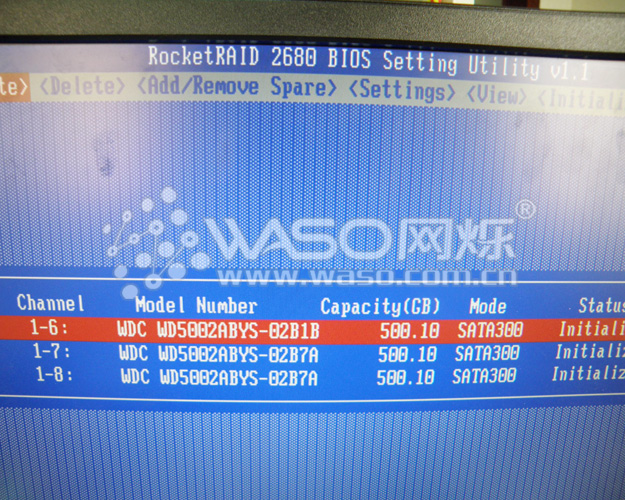 RocketRAID 2680 BIOS Setting Utility v1.1
te> <Delete> <Add/Remove Spare> <Settings> <View> <Initiali
WASO网烁®
www.waso.com.cn
Channel Model Number Capacity(GB) Mode Status
1-6: WDC WD5002ABYS-02B1B 500.10 SATA300 Initiali
1-7: WDC WD5002ABYS-02B7A 500.10 SATA300 Initializ
1-8: WDC WD5002ABYS-02B7A 500.10 SATA300 Initializ